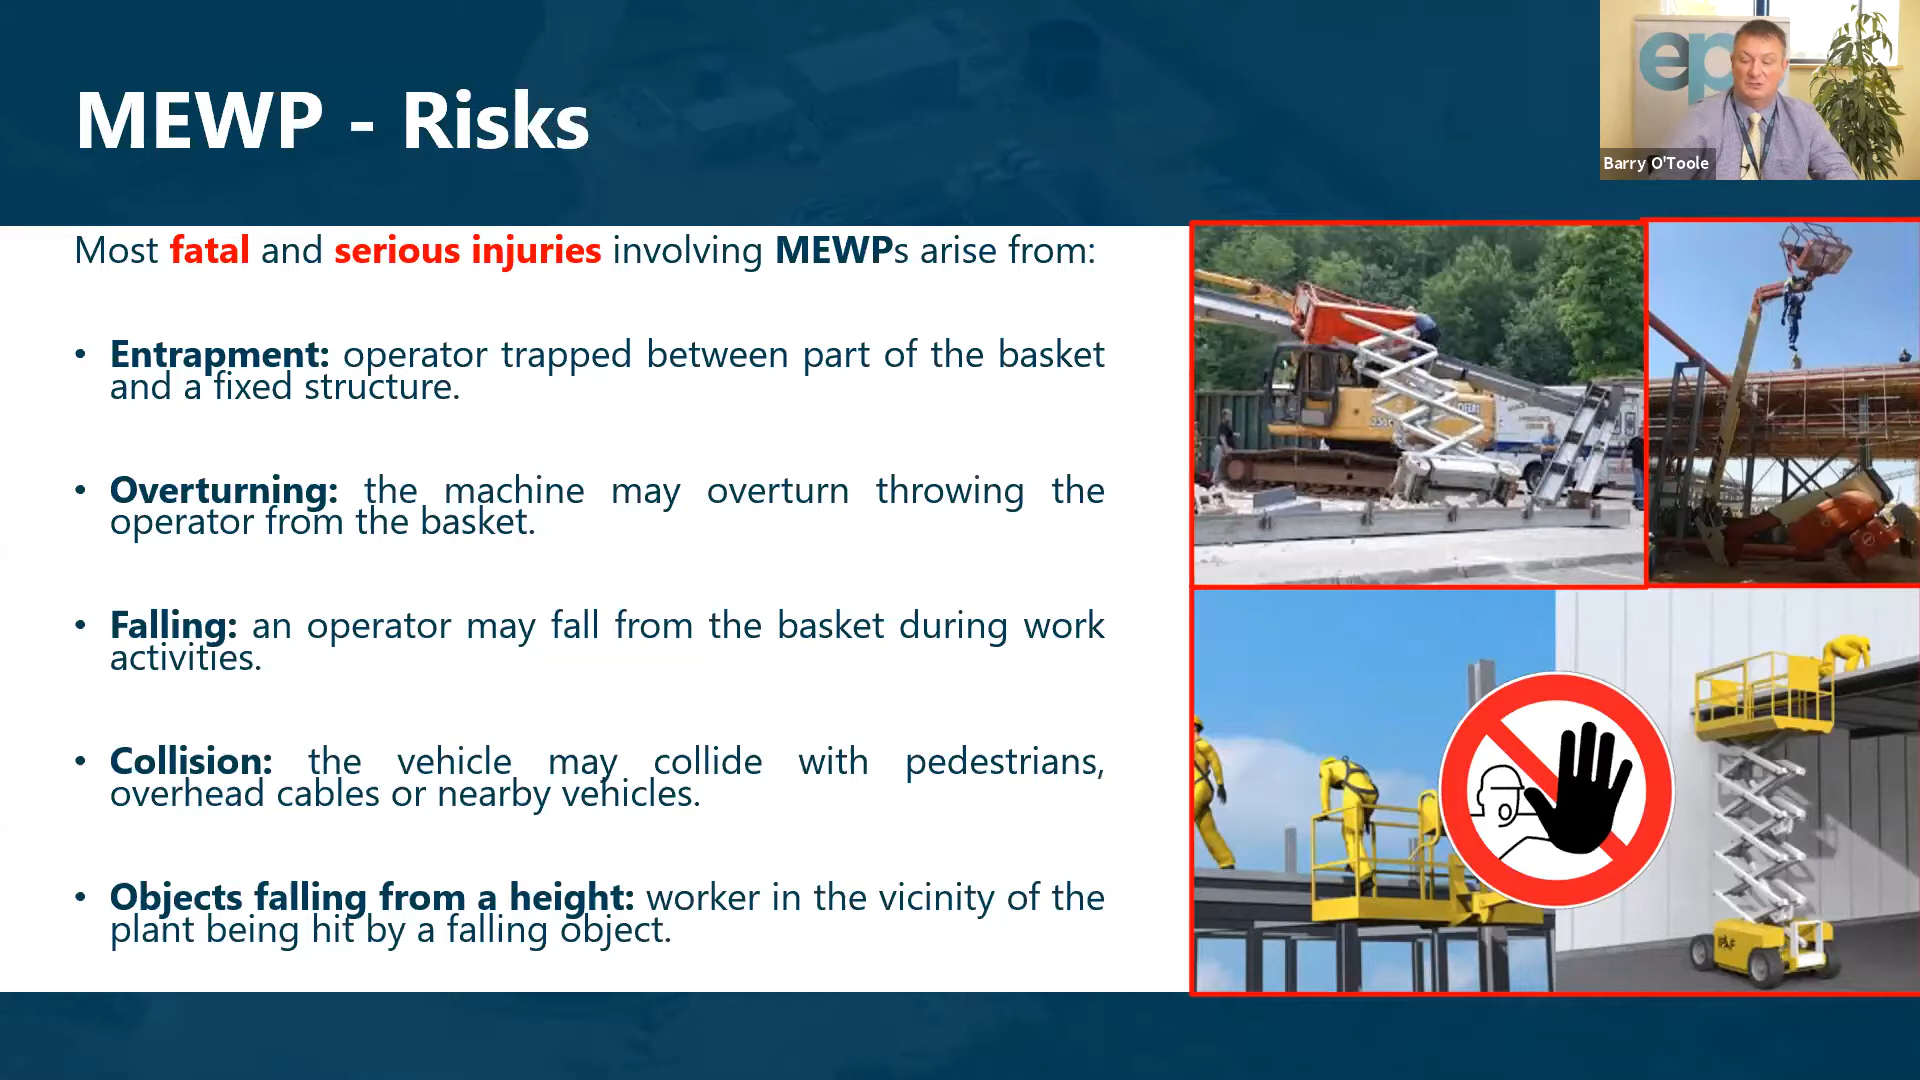 MEWP - Risks
ep
Barry O'Toole
Most fatal and serious injuries involving MEWPs arise from:
• Entrapment: operator trapped between part of the basket
and a fixed structure.
• Overturning: the machine may overturn throwing the
operator from the basket.
• Falling: an operator may fall from the basket during work
activities.
• Collision: the vehicle may collide with pedestrians,
overhead cables or nearby vehicles.
• Objects falling from a height: worker in the vicinity of the
plant being hit by a falling object.
IPAF